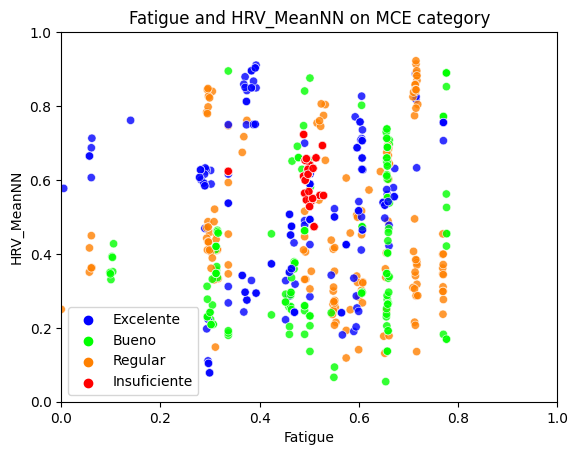 Fatigue and HRV_MeanNN on MCE category
1.0
0.8
0.6
0.4
0.2
0.0
HRV_MeanNN
Excelente
Bueno
Regular
Insuficiente
0.0 0.2 0.4 0.6 0.8 1.0
Fatigue